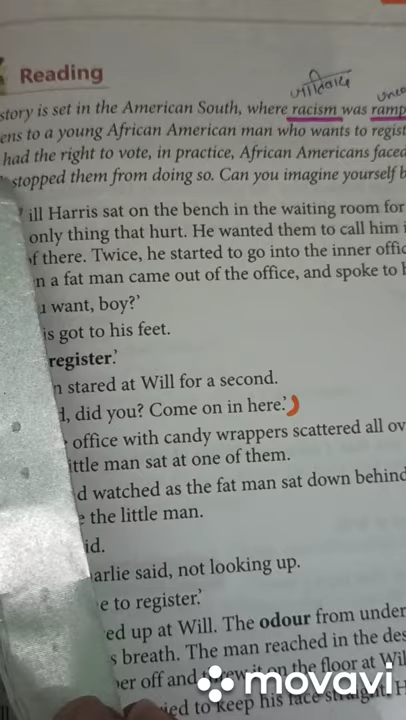 Reading
story is set in the American South, where racism was ramp
ens to a young African American man who wants to regist
had the right to vote, in practice, African Americans faced
stopped them from doing so. Can you imagine yourself b
ill Harris sat on the bench in the waiting room for
only thing that hurt. He wanted them to call him i
f there. Twice, he started to go into the inner offic
n a fat man came out of the office, and spoke to h
u want, boy?’
is got to his feet.
register.’
n stared at Will for a second.
d, did you? Come on in here.’
office with candy wrappers scattered all ov
ittle man sat at one of them.
d watched as the fat man sat down behind
e the little man.
id.
arlie said, not looking up.
e to register.’
ed up at Will. The odour from under
s breath. The man reached in the des
per off and threw it on the floor at Wil
ied to keep his face straight. H
movavi